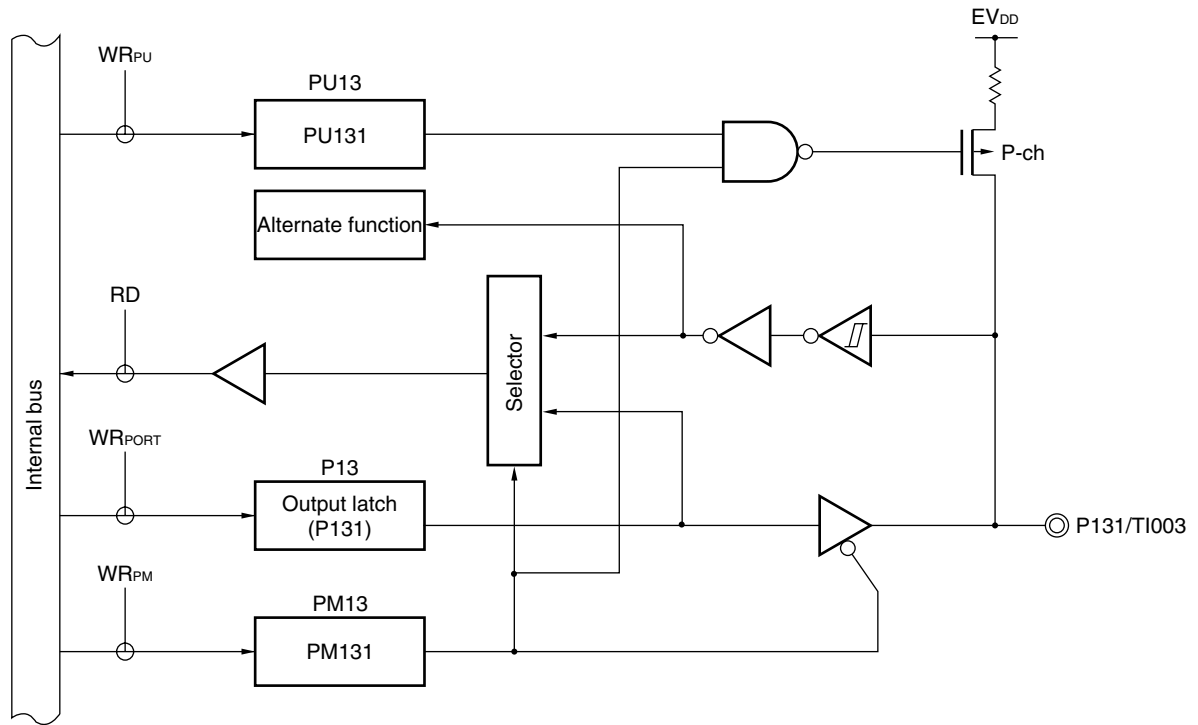 EVDD
WRPU
PU13
PU131
P-ch
Alternate function
RD
Selector
Internal bus
WRPORT
P13
Output latch
(P131)
P131/TI003
WRPM
PM13
PM131